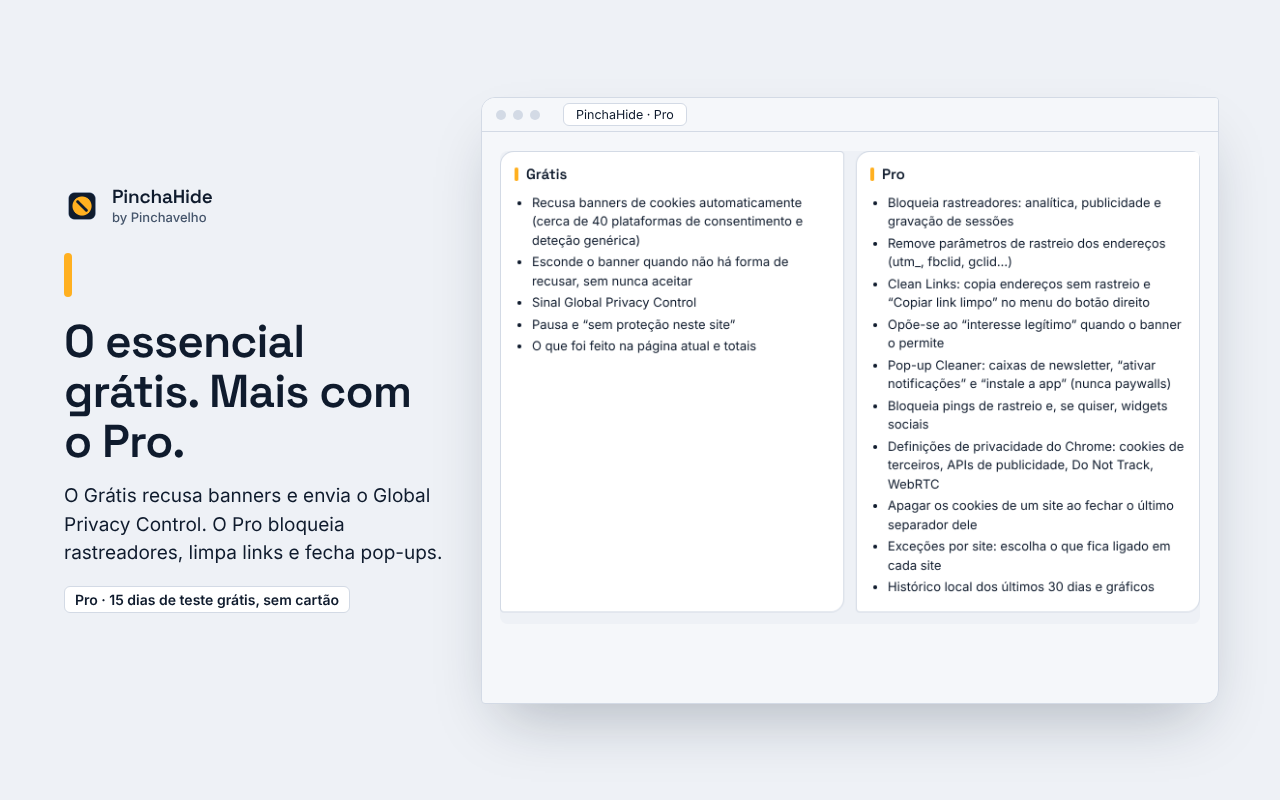 PinchaHide
by Pinchavelho
O essencial
grátis. Mais com
o Pro.
O Grátis recusa banners e envia o Global
Privacy Control. O Pro bloqueia
rastreadores, limpa links e fecha pop-ups.
Pro · 15 dias de teste grátis, sem cartão
PinchaHide · Pro
Grátis
• Recusa banners de cookies automaticamente
(cerca de 40 plataformas de consentimento e
deteção genérica)
• Esconde o banner quando não há forma de
recusar, sem nunca aceitar
• Sinal Global Privacy Control
• Pausa e “sem proteção neste site”
• O que foi feito na página atual e totais
Pro
• Bloqueia rastreadores: analítica, publicidade e
gravação de sessões
• Remove parâmetros de rastreio dos endereços
(utm_, fbclid, gclid…)
• Clean Links: copia endereços sem rastreio e
“Copiar link limpo” no menu do botão direito
• Opõe-se ao “interesse legítimo” quando o banner
o permite
• Pop-up Cleaner: caixas de newsletter, “ativar
notificações” e “instale a app” (nunca paywalls)
• Bloqueia pings de rastreio e, se quiser, widgets
sociais
• Definições de privacidade do Chrome: cookies de
terceiros, APIs de publicidade, Do Not Track,
WebRTC
• Apagar os cookies de um site ao fechar o último
separador dele
• Exceções por site: escolha o que fica ligado em
cada site
• Histórico local dos últimos 30 dias e gráficos